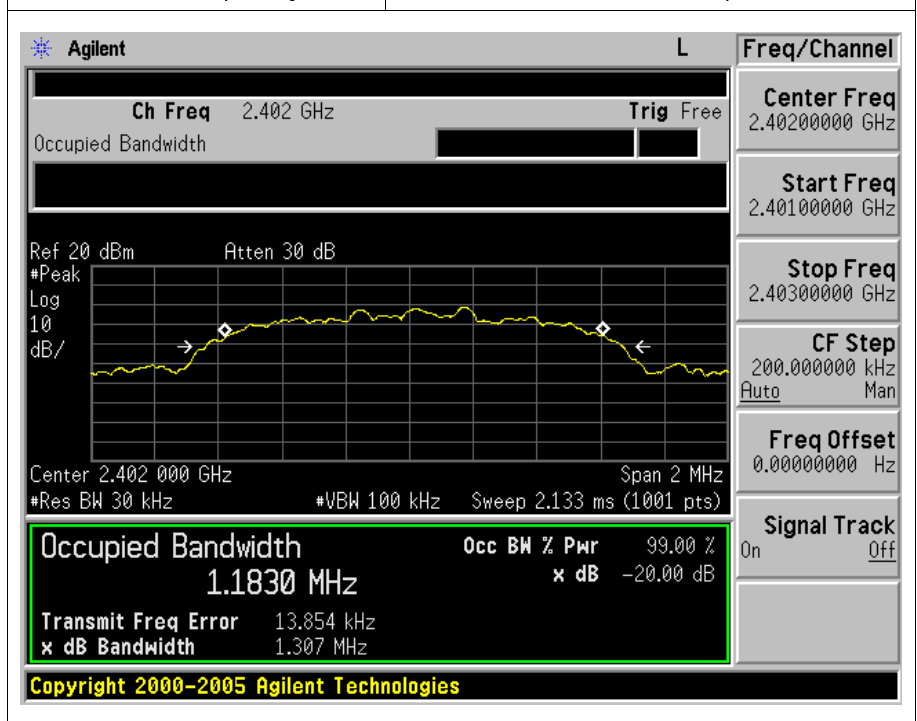 Agilent L Freq/Channel
Ch Freq 2.402 GHz Trig Free
Occupied Bandwidth
Center Freq
2.40200000 GHz
Start Freq
2.40100000 GHz
Stop Freq
2.40300000 GHz
CF Step
200.000000 kHz
Auto Man
Freq Offset
0.00000000 Hz
Signal Track
On Off
Ref 20 dBm Atten 30 dB
#Peak
Log
10
dB/
Center 2.402 000 GHz Span 2 MHz
#Res BW 30 kHz #VBW 100 kHz Sweep 2.133 ms (1001 pts)
Occupied Bandwidth
1.1830 MHz
Occ BW % Pwr 99.00 %
x dB -20.00 dB
Transmit Freq Error 13.854 kHz
x dB Bandwidth 1.307 MHz
Copyright 2000-2005 Agilent Technologies